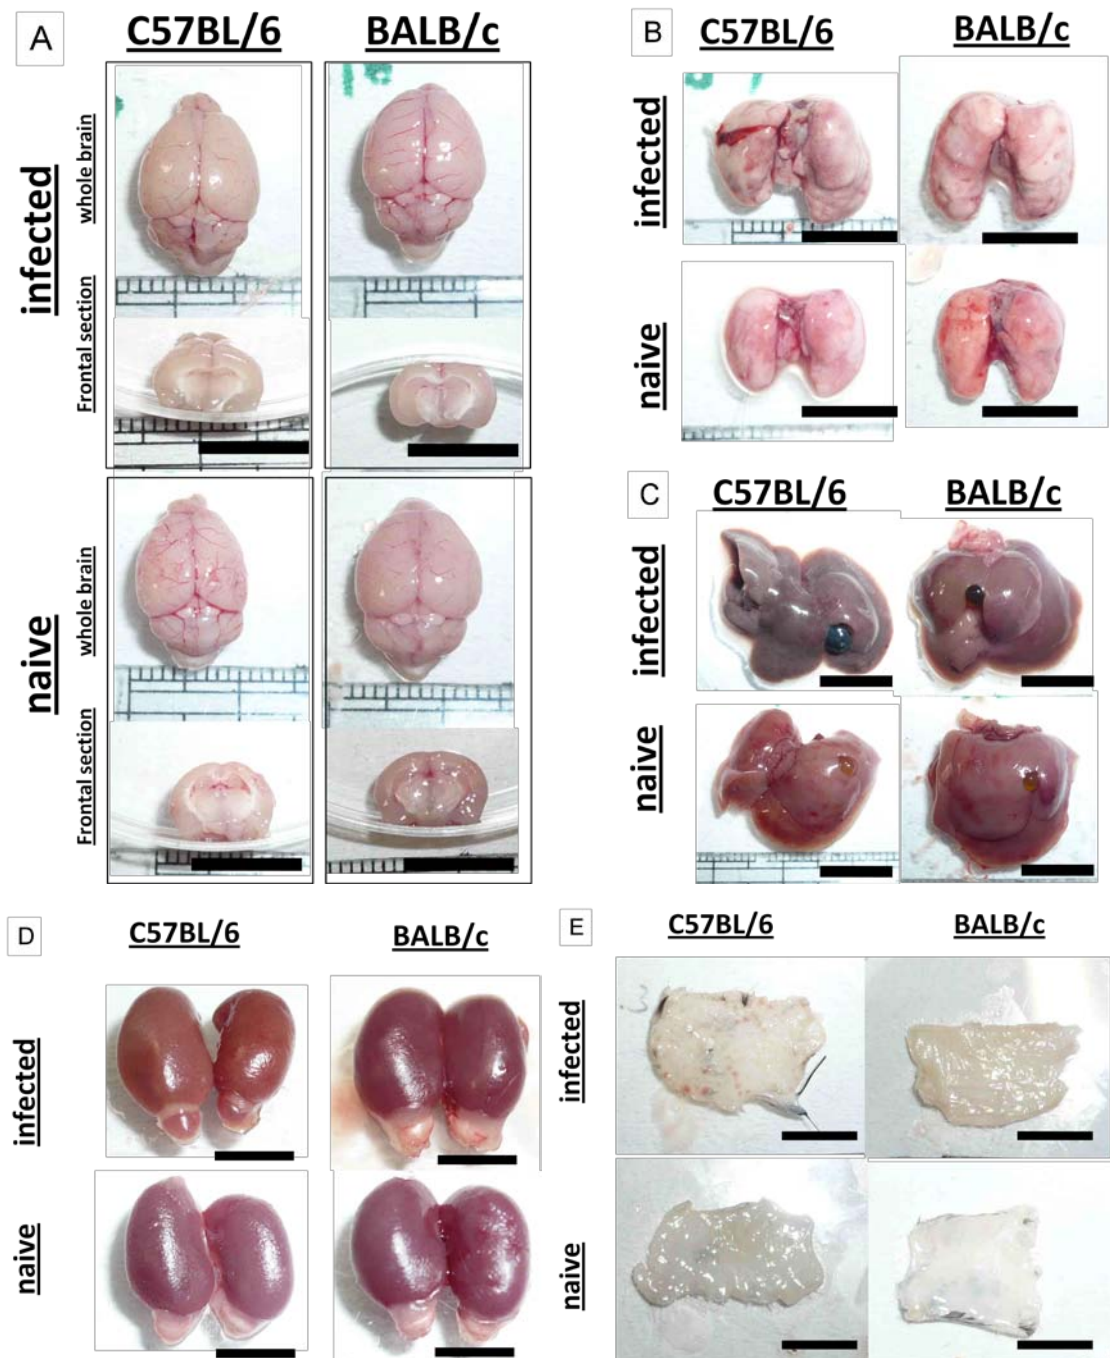 A
C57BL/6 BALB/c
infected
whole brain
Frontal section
naive
whole brain
Frontal section
B
C57BL/6 BALB/c
infected
naive
C
C57BL/6 BALB/c
infected
naive
D
C57BL/6 BALB/c
infected
naive
E
C57BL/6 BALB/c
infected
naive